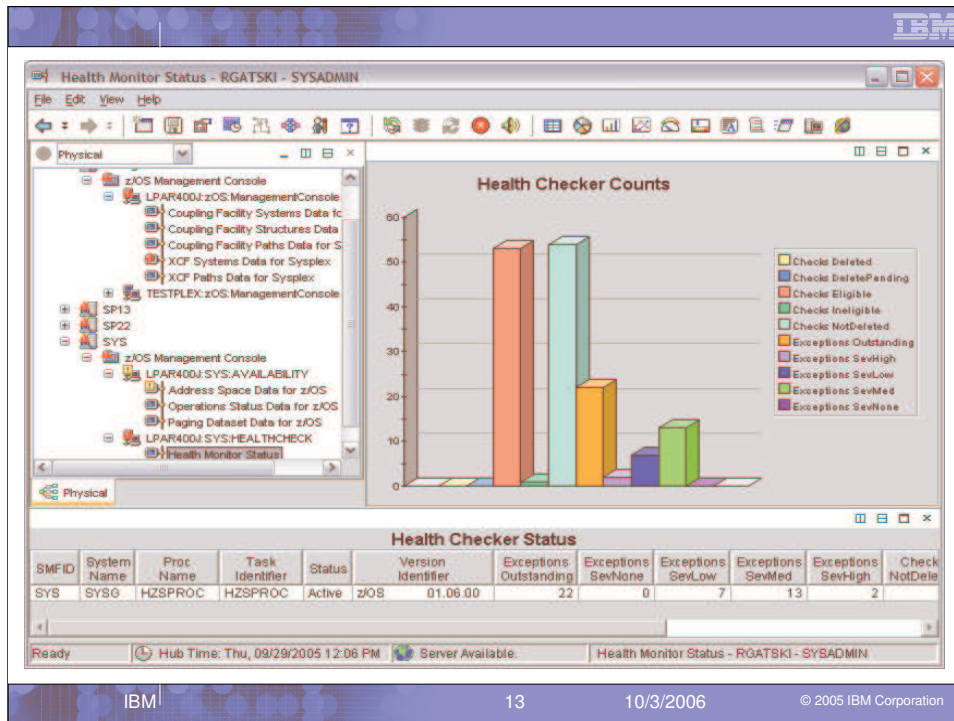 IBM
Health Monitor Status - RGATSKI - SYSADMIN
File Edit View Help
Physical
z/OS Management Console
LPAR400J:zOS:ManagementConsole
Coupling Facility Systems Data fo
Coupling Facility Structures Data
Coupling Facility Paths Data for S
XCF Systems Data for Sysplex
XCF Paths Data for Sysplex
TESTPLEX:zOS:ManagementConsole
SP13
SP22
SYS
z/OS Management Console
LPAR400J:SYS:AVAILABILITY
Address Space Data for z/OS
Operations Status Data for z/OS
Paging Dataset Data for z/OS
LPAR400J:SYS:HEALTHCHECK
Health Monitor Status
Physical
Health Checker Counts
60
50
40
30
20
10
0
Checks Deleted
Checks DeletePending
Checks Eligible
Checks Ineligible
Checks NotDeleted
Exceptions Outstanding
Exceptions SevHigh
Exceptions SevLow
Exceptions SevMed
Exceptions SevNone
Health Checker Status
SMFID System Name Proc Name Task Identifier Status Version Identifier Exceptions Outstanding Exceptions SevNone Exceptions SevLow Exceptions SevMed Exceptions SevHigh Check NotDele
SYS SYSG HZSPROC HZSPROC Active z/OS 01.06.00 22 0 7 13 2
Ready Hub Time: Thu, 09/29/2005 12:06 PM Server Available. Health Monitor Status - RGATSKI - SYSADMIN
IBM 13 10/3/2006 © 2005 IBM Corporation